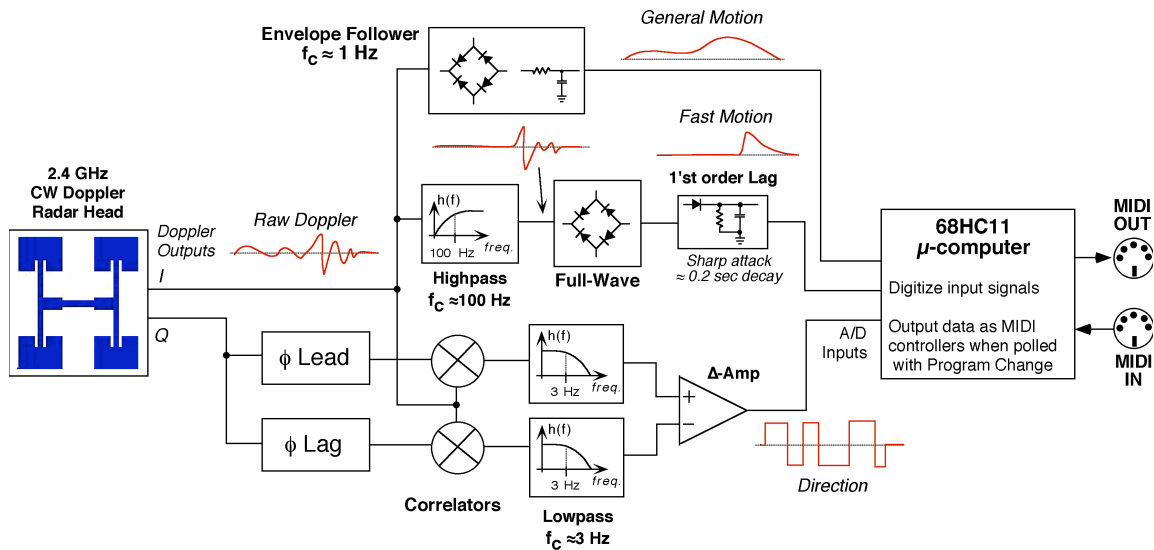 General Motion
Envelope Follower
fC ≈ 1 Hz
Fast Motion
2.4 GHz
CW Doppler
Radar Head
1'st order Lag
h(f)
100 Hz
freq.
Raw Doppler
Doppler
Outputs
I
Highpass
fC ≈100 Hz
Full-Wave
Sharp attack
≈ 0.2 sec decay
68HC11
µ-computer
MIDI
OUT
Digitize input signals
Output data as MIDI
controllers when polled
with Program Change
A/D
Inputs
MIDI
IN
Q
ϕ Lead
h(f)
3 Hz
freq.
Δ-Amp
+
−
ϕ Lag
h(f)
3 Hz
freq.
Correlators
Lowpass
fC ≈3 Hz
Direction